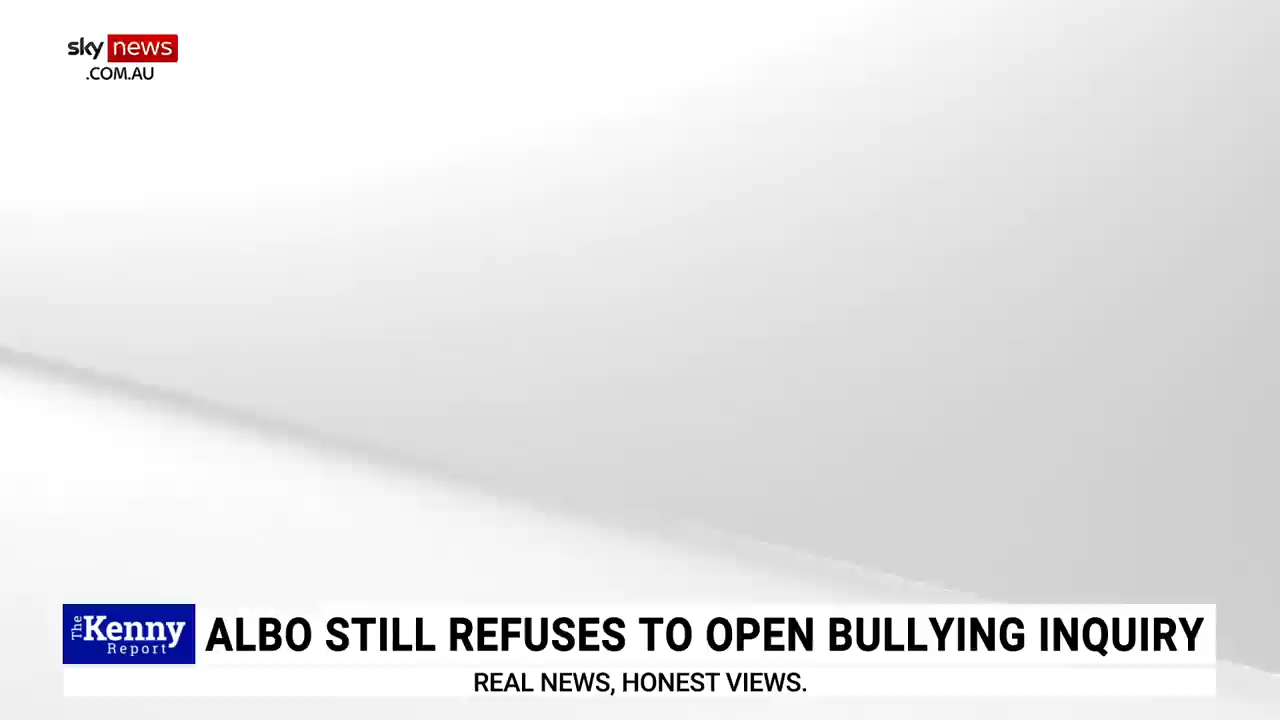 sky news
.COM.AU
The Kenny Report
ALBO STILL REFUSES TO OPEN BULLYING INQUIRY
REAL NEWS, HONEST VIEWS.